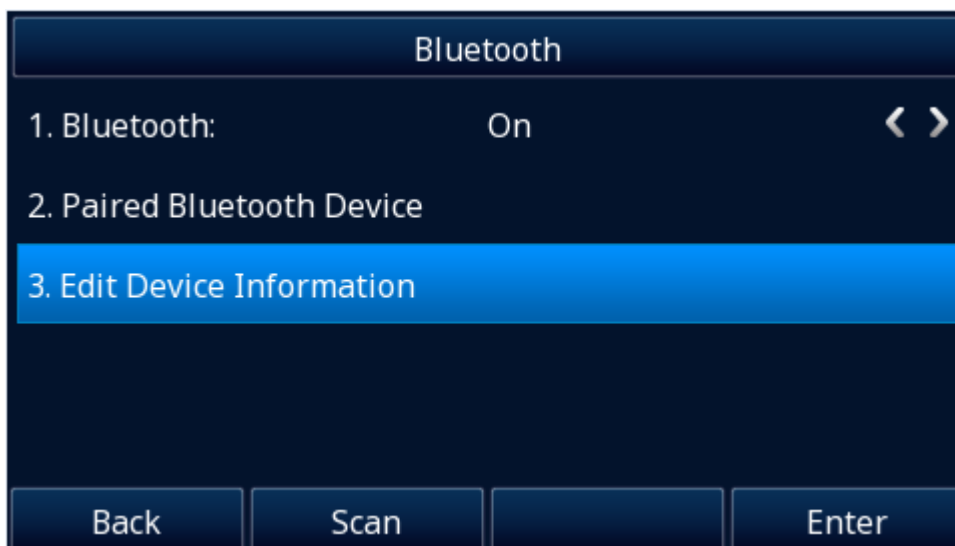 Bluetooth
1. Bluetooth: On
2. Paired Bluetooth Device
3. Edit Device Information
Back Scan Enter